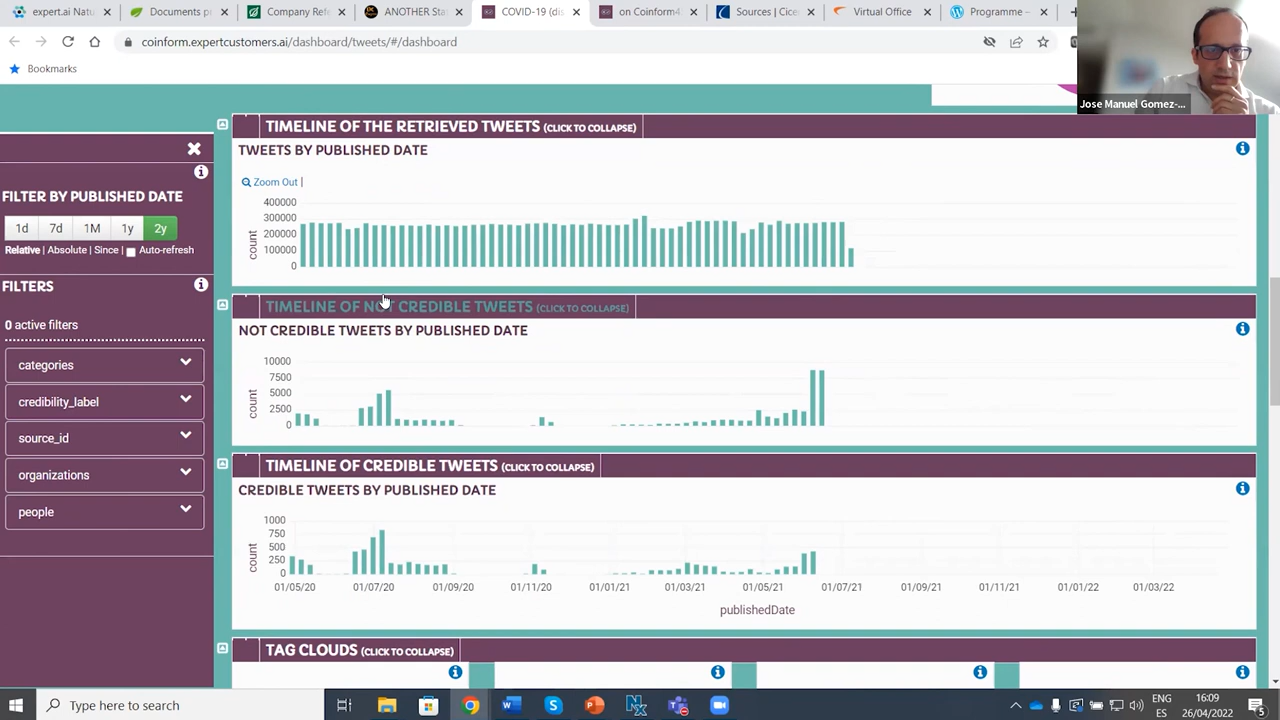 expert.ai Natu
Documents p
Company Refe
ANOTHER Sta
COVID-19 (di
on Coinform4
Sources | Cice
Virtual Office
Programme –
coinform.expertcustomers.ai/dashboard/tweets/#/dashboard
Bookmarks
Jose Manuel Gomez-...
TIMELINE OF THE RETRIEVED TWEETS (CLICK TO COLLAPSE)
TWEETS BY PUBLISHED DATE
Zoom Out |
400000
300000
200000
100000
0
count
FILTER BY PUBLISHED DATE
1d 7d 1M 1y 2y
Relative | Absolute | Since | Auto-refresh
FILTERS
0 active filters
categories
credibility_label
source_id
organizations
people
TIMELINE OF NOT CREDIBLE TWEETS (CLICK TO COLLAPSE)
NOT CREDIBLE TWEETS BY PUBLISHED DATE
10000
7500
5000
2500
0
count
TIMELINE OF CREDIBLE TWEETS (CLICK TO COLLAPSE)
CREDIBLE TWEETS BY PUBLISHED DATE
1000
750
500
250
0
count
01/05/20 01/07/20 01/09/20 01/11/20 01/01/21 01/03/21 01/05/21 01/07/21 01/09/21 01/11/21 01/01/22 01/03/22
publishedDate
TAG CLOUDS (CLICK TO COLLAPSE)
Type here to search
ENG
ES
16:09
26/04/2022
5